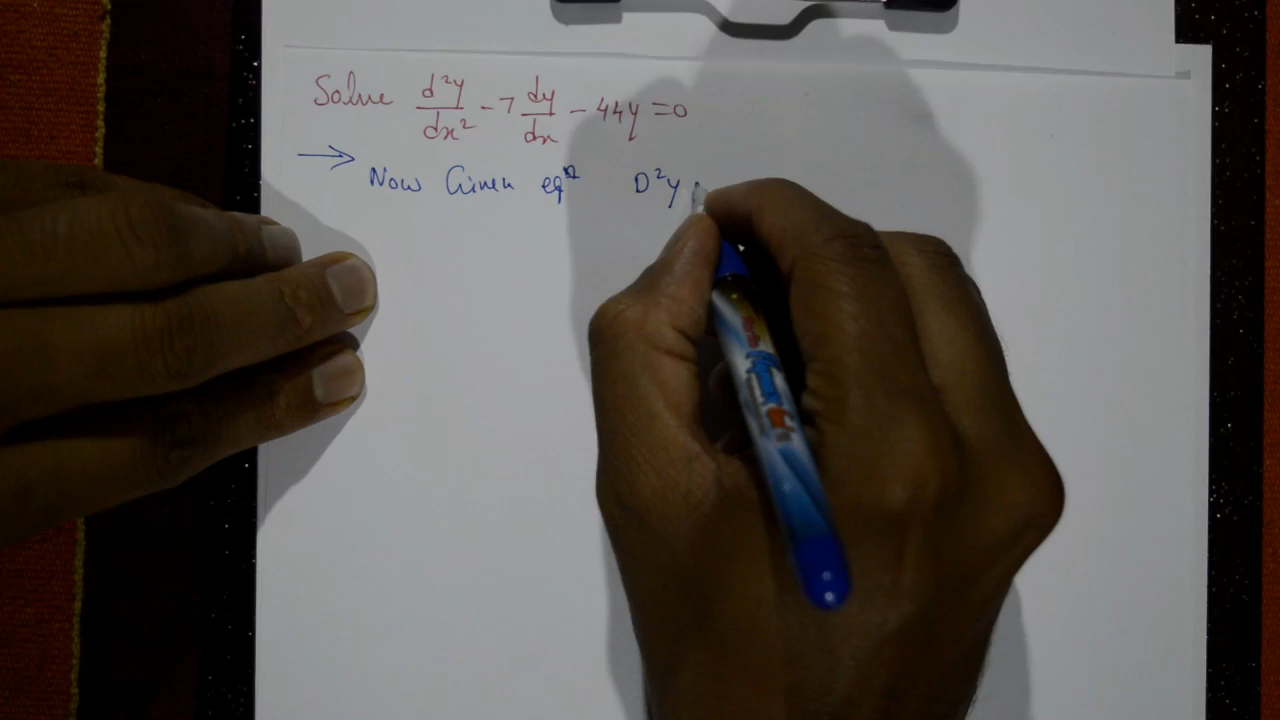 Solve d²y/dx² - 7 dy/dx - 44y = 0
→ Now Given eqⁿ D²y